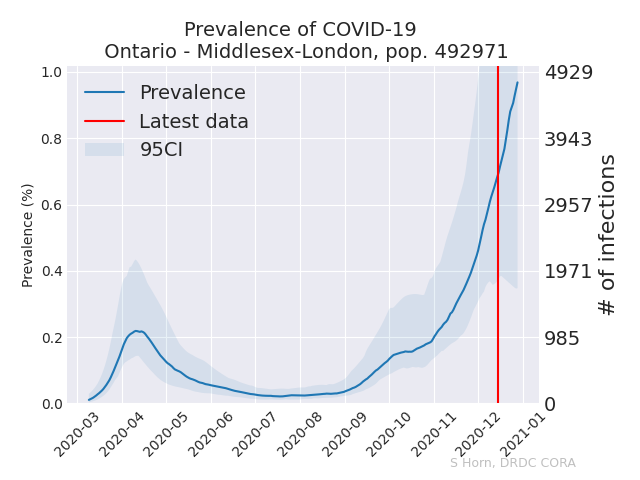 Prevalence of COVID-19
Ontario - Middlesex-London, pop. 492971
Prevalence
Latest data
95CI
Prevalence (%)
1.0
0.8
0.6
0.4
0.2
0.0
4929
3943
2957
1971
985
0
# of infections
2020-03
2020-04
2020-05
2020-06
2020-07
2020-08
2020-09
2020-10
2020-11
2020-12
2021-01
S Horn, DRDC CORA